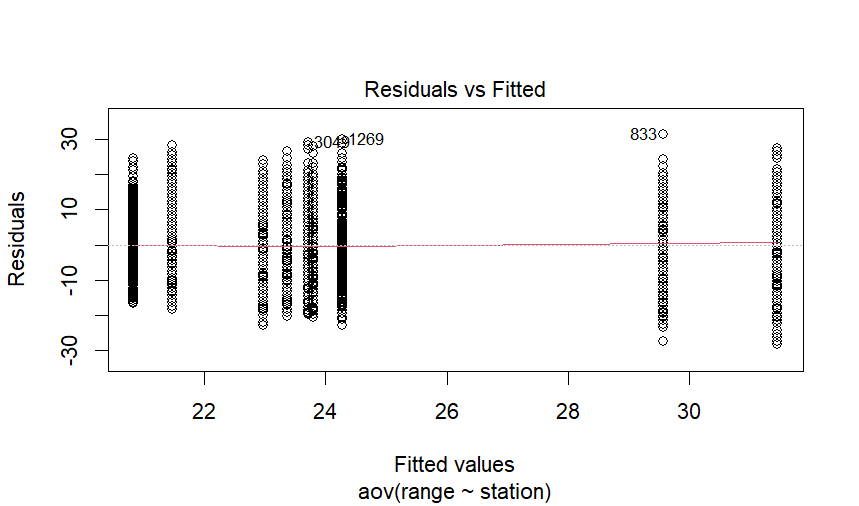 Residuals vs Fitted
30
10
-10
-30
Residuals
3049
1269
833
22 24 26 28 30
Fitted values
aov(range ~ station)